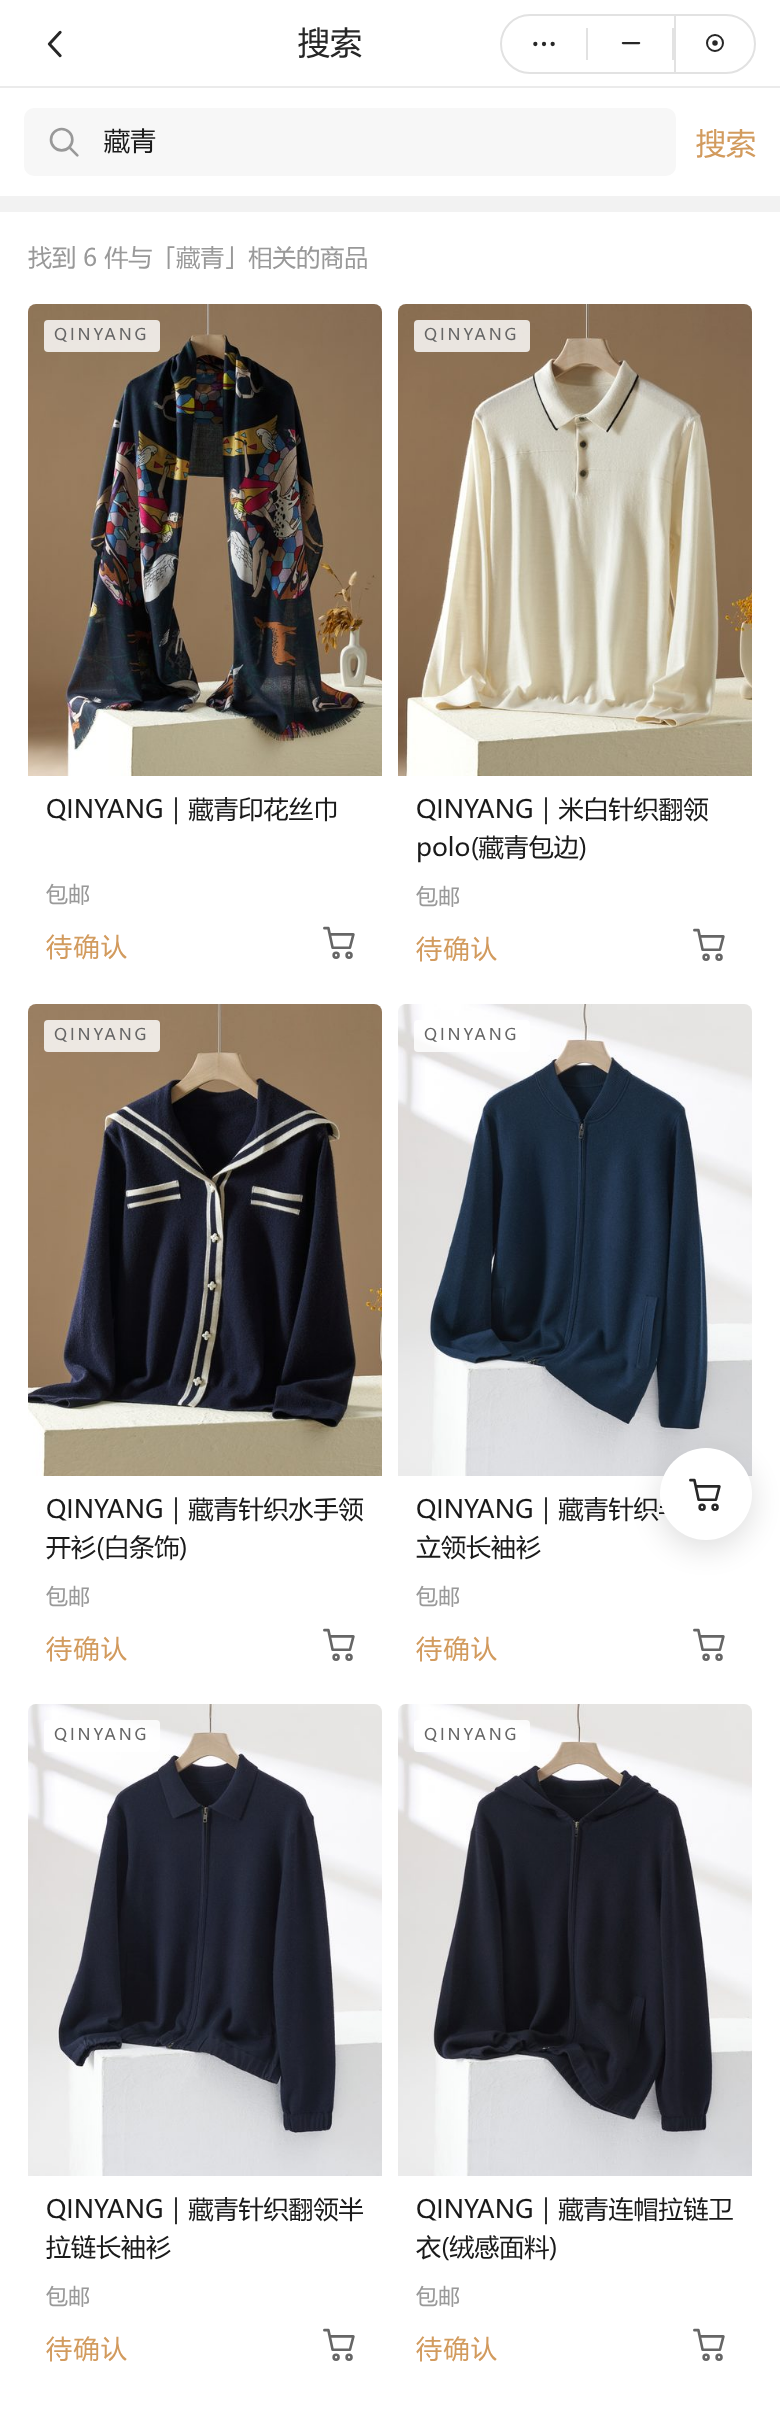 搜索
藏青
搜索
找到 6 件与「藏青」相关的商品
QINYANG
QINYANG
QINYANG｜藏青印花丝巾
包邮
待确认
QINYANG｜米白针织翻领
polo(藏青包边)
包邮
待确认
QINYANG
QINYANG
QINYANG｜藏青针织水手领
开衫(白条饰)
包邮
待确认
QINYANG｜藏青针织
立领长袖衫
包邮
待确认
QINYANG
QINYANG
QINYANG｜藏青针织翻领半
拉链长袖衫
包邮
待确认
QINYANG｜藏青连帽拉链卫
衣(绒感面料)
包邮
待确认